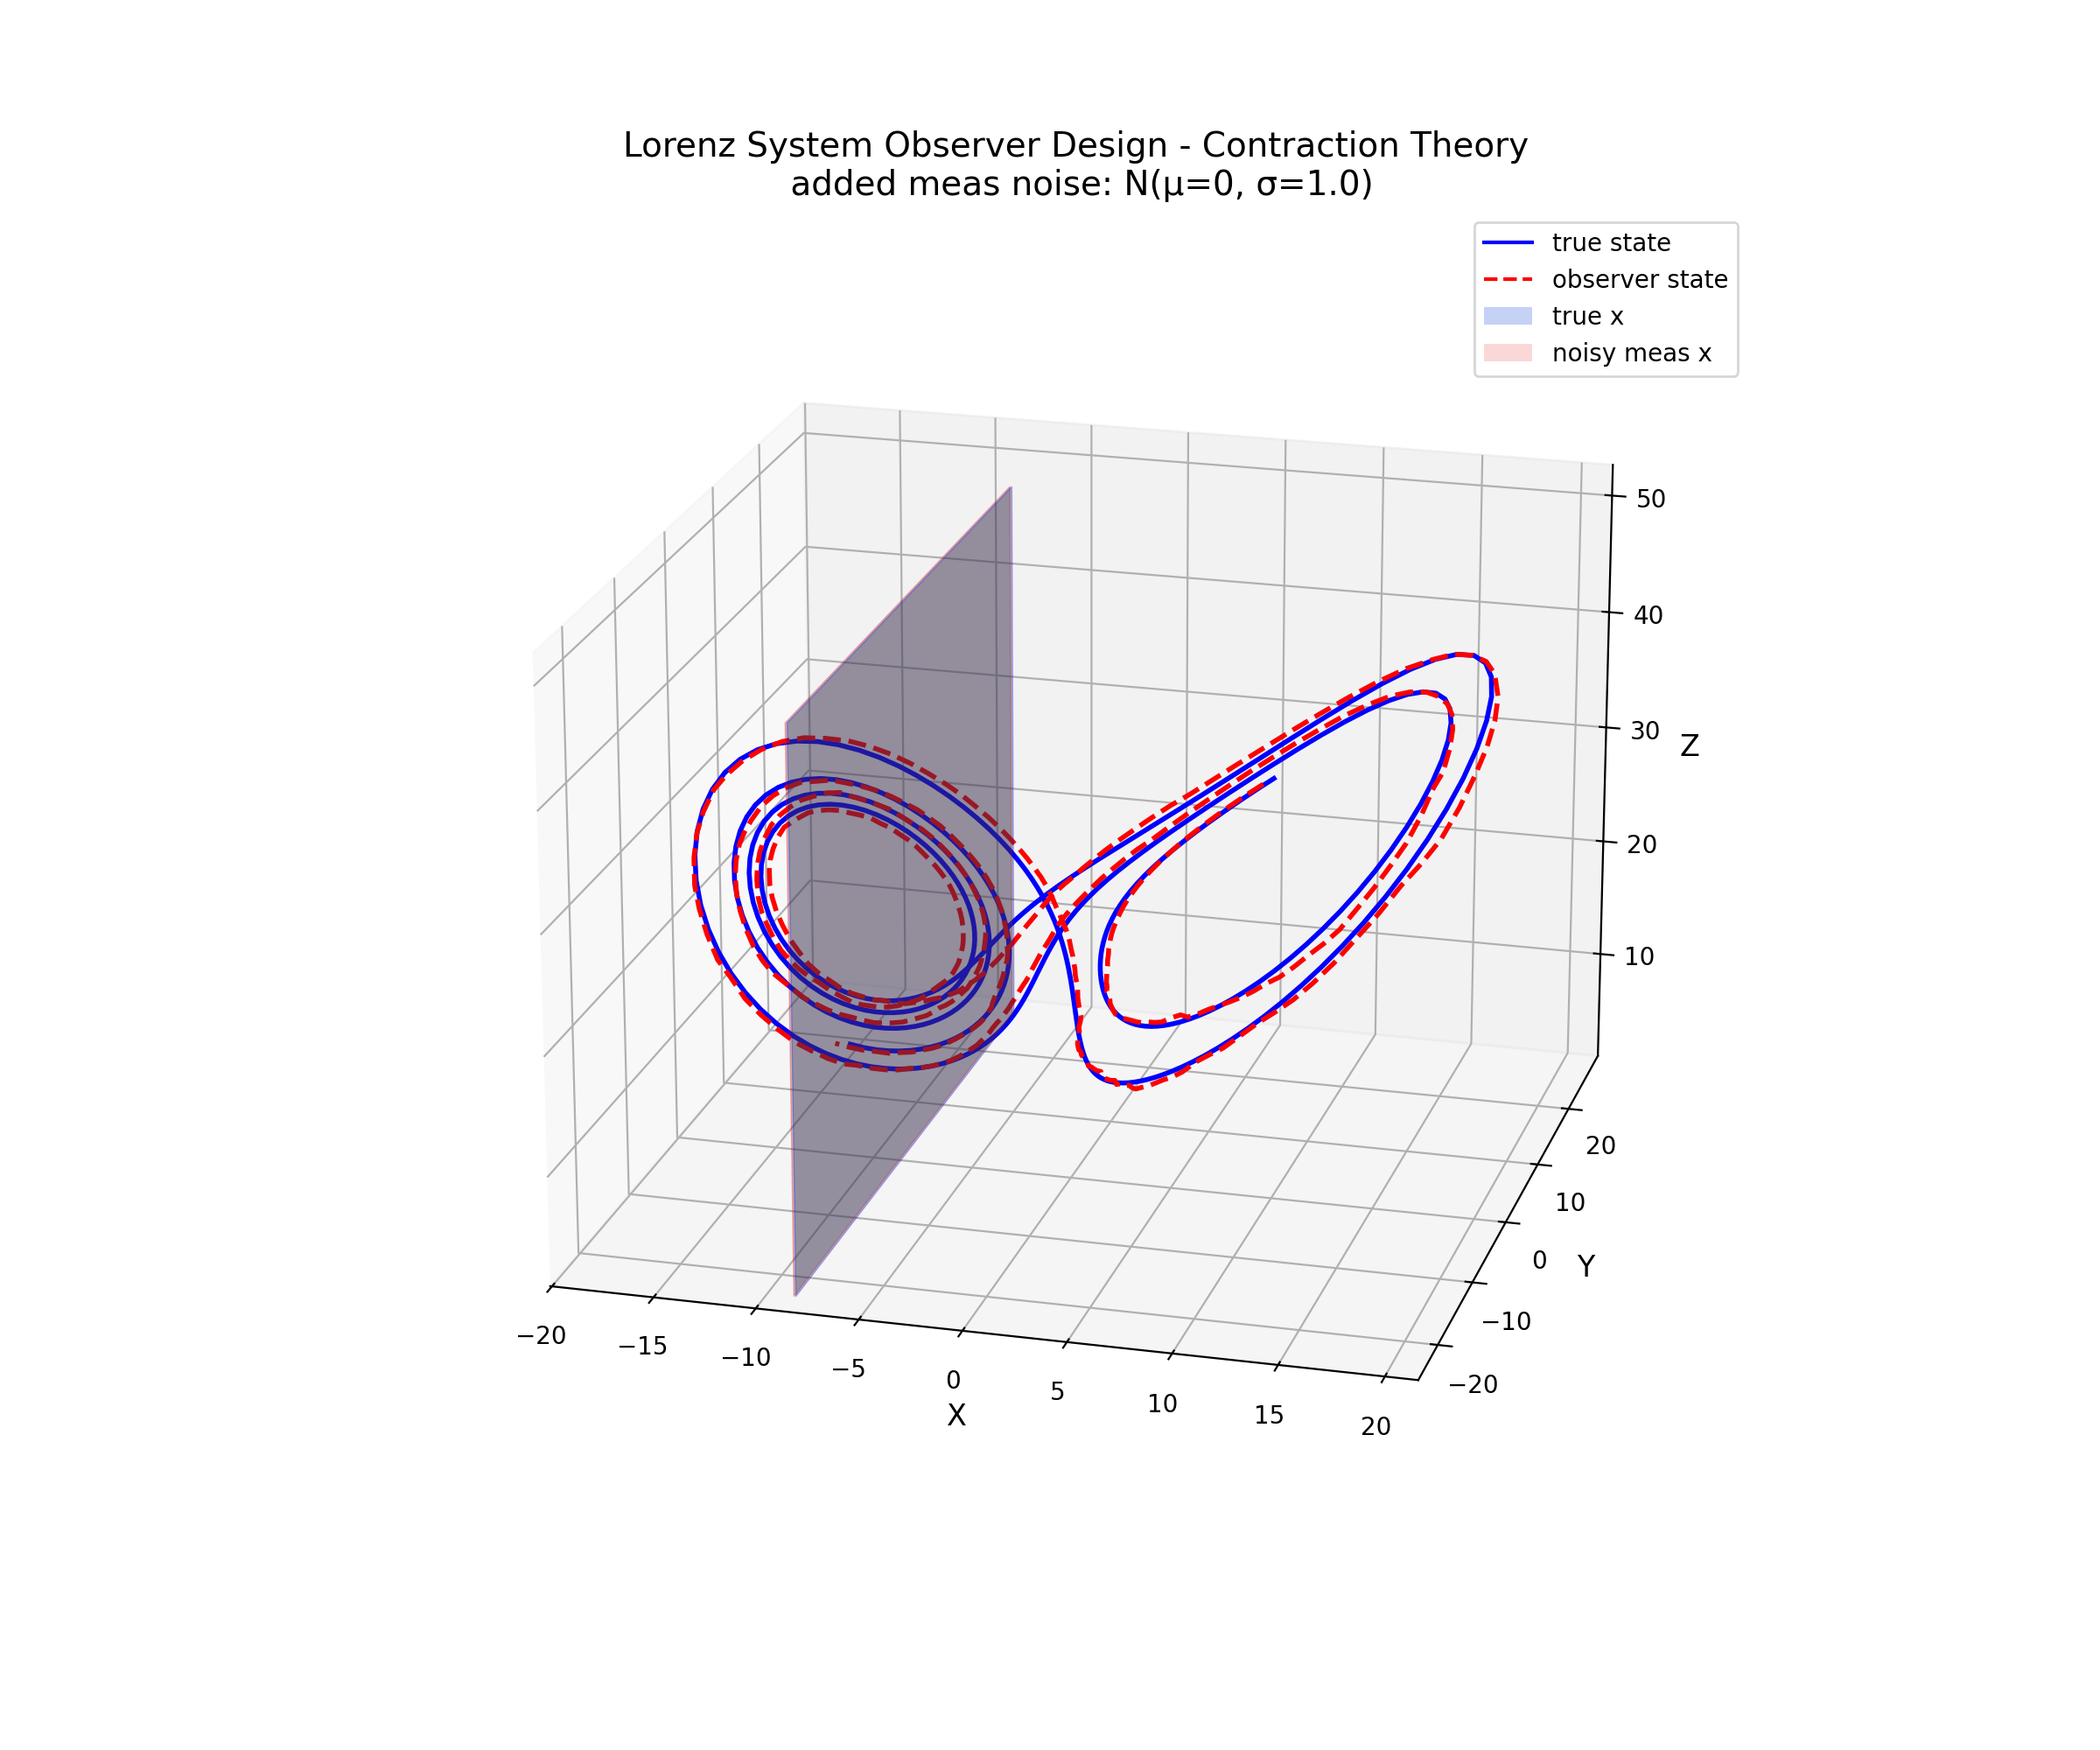 Lorenz System Observer Design - Contraction Theory
added meas noise: N(μ=0, σ=1.0)
true state
observer state
true x
noisy meas x
50
40
30
Z
20
10
20
10
0
Y
−10
−20
−20
−15
−10
−5
0
5
10
15
20
X